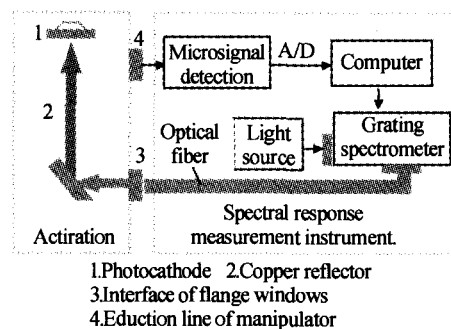 1
4
Microsignal
detection
A/D
Computer
2
Optical
fiber
Light
source
Grating
spectrometer
3
Actiration
Spectral response
measurement instrument.
1.Photocathode 2.Copper reflector
3.Interface of flange windows
4.Eduction line of manipulator